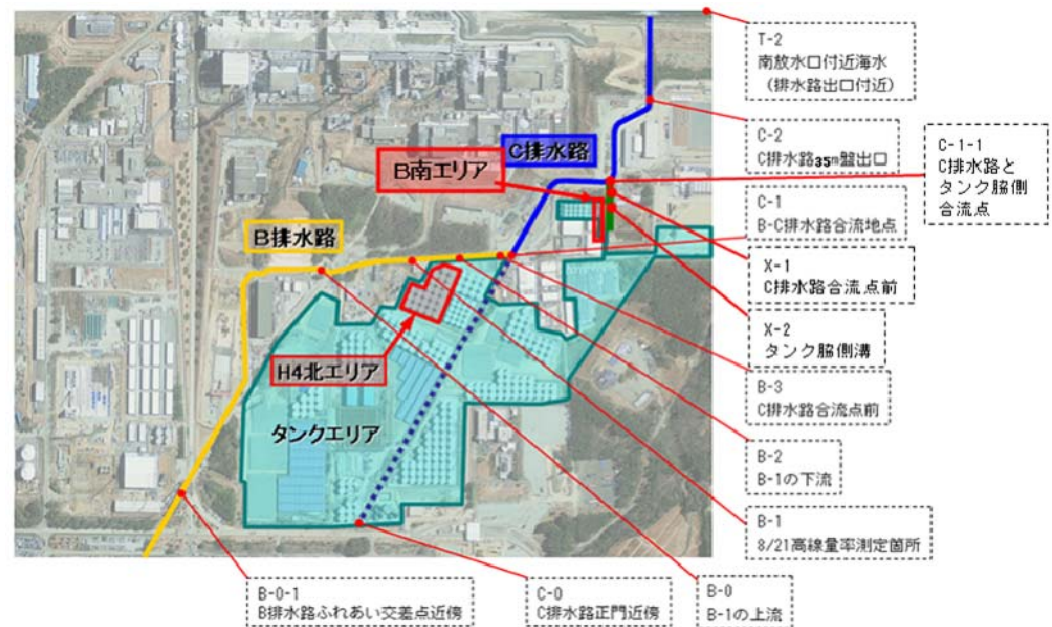 T-2
南放水口付近海水
（排水路出口付近）
C-2
C排水路35m盤出口
C-1-1
C排水路と
タンク脇側
合流点
C排水路
B南エリア
C-1
B-C排水路合流地点
B排水路
X-1
C排水路合流点前
X-2
タンク脇側溝
H4北エリア
B-3
C排水路合流点前
タンクエリア
B-2
B-1の下流
B-1
8/21高線量率測定箇所
B-0-1
B排水路ふれあい交差点近傍
C-0
C排水路正門近傍
B-0
B-1の上流